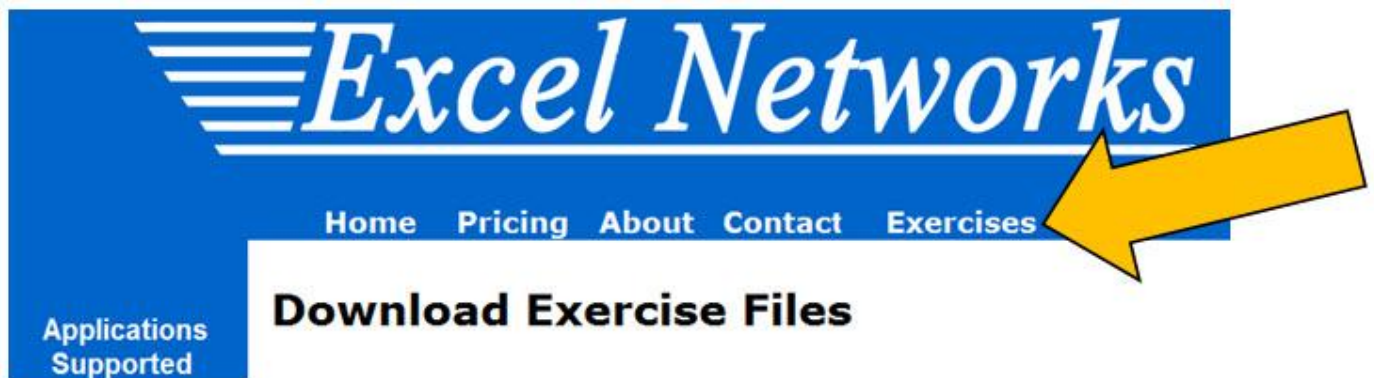 Excel Networks
Home Pricing About Contact Exercises
Download Exercise Files
Applications
Supported